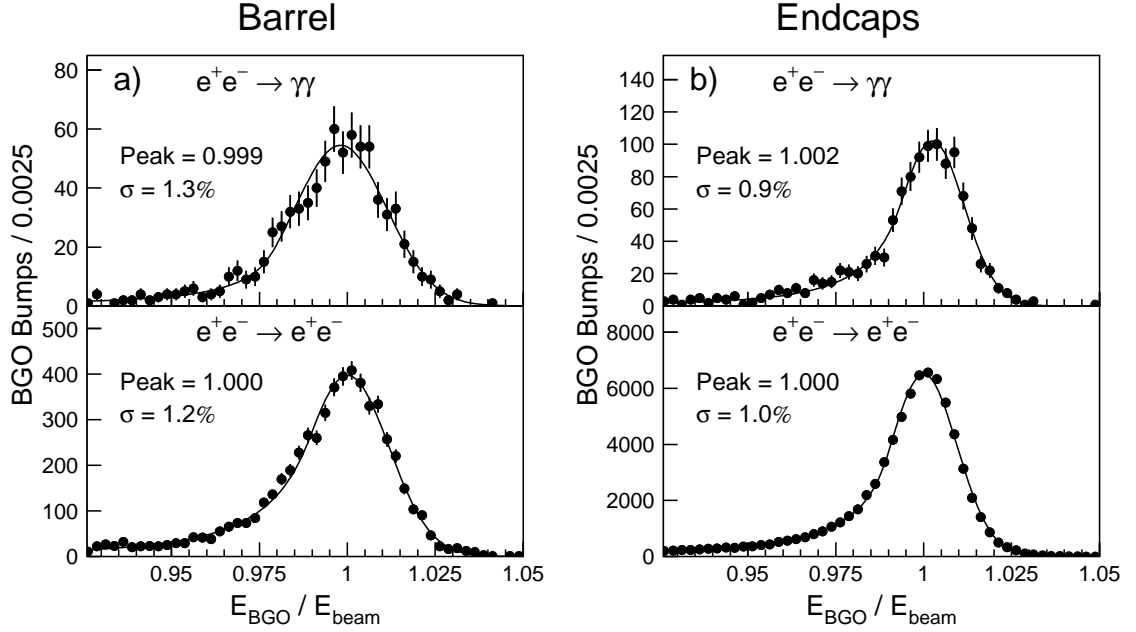 Barrel
Endcaps
a)
e⁺e⁻ → γγ
Peak = 0.999
σ = 1.3%
80
60
40
20
0
BGO Bumps / 0.0025
e⁺e⁻ → e⁺e⁻
Peak = 1.000
σ = 1.2%
500
400
300
200
100
0
0.95 0.975 1 1.025 1.05
E_BGO / E_beam
b)
e⁺e⁻ → γγ
Peak = 1.002
σ = 0.9%
140
120
100
80
60
40
20
0
BGO Bumps / 0.0025
e⁺e⁻ → e⁺e⁻
Peak = 1.000
σ = 1.0%
8000
6000
4000
2000
0
0.95 0.975 1 1.025 1.05
E_BGO / E_beam